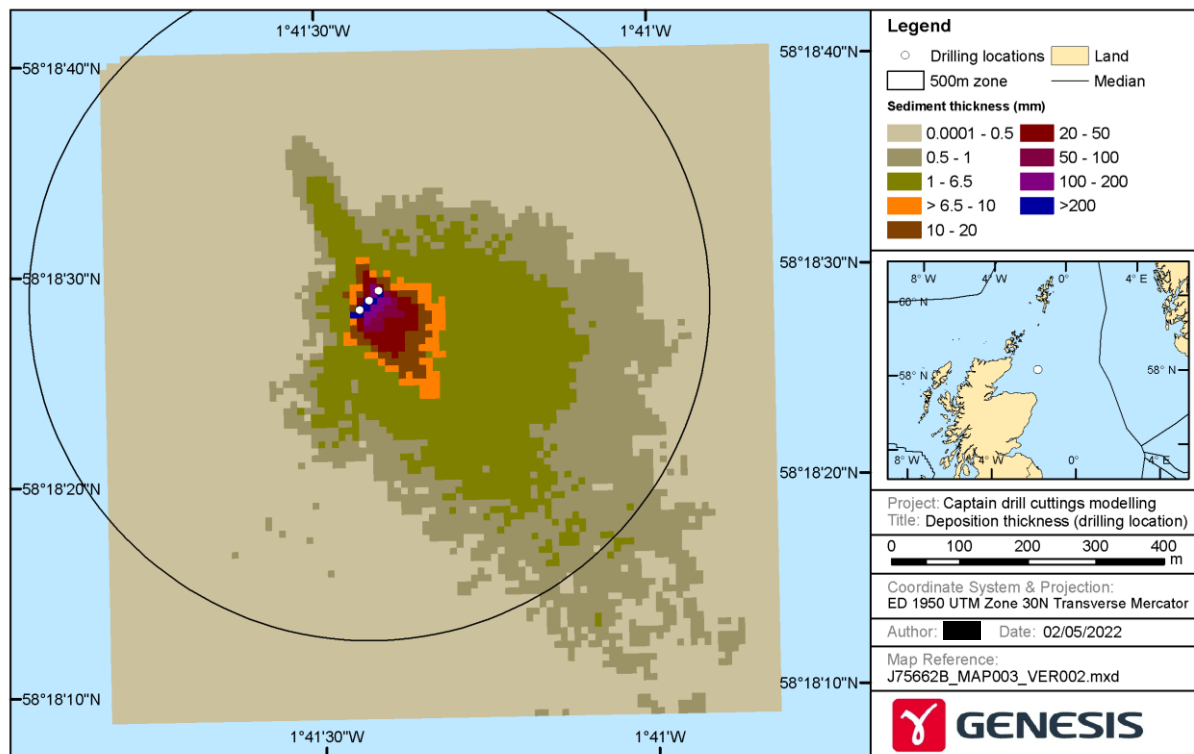 1°41'30"W
1°41'W
58°18'40"N
58°18'40"N
58°18'30"N
58°18'30"N
58°18'20"N
58°18'20"N
58°18'10"N
58°18'10"N
1°41'30"W
1°41'W
Legend
Drilling locations
Land
500m zone
Median
Sediment thickness (mm)
0.0001 - 0.5
20 - 50
0.5 - 1
50 - 100
1 - 6.5
100 - 200
> 6.5 - 10
>200
10 - 20
8° W
4° W
0°
4° E
60° N
58° N
58° N
8° W
4° W
0°
4° E
Project: Captain drill cuttings modelling
Title: Deposition thickness (drilling location)
0 100 200 300 400
m
Coordinate System & Projection:
ED 1950 UTM Zone 30N Transverse Mercator
Author: Date: 02/05/2022
Map Reference:
J75662B_MAP003_VER002.mxd
GENESIS